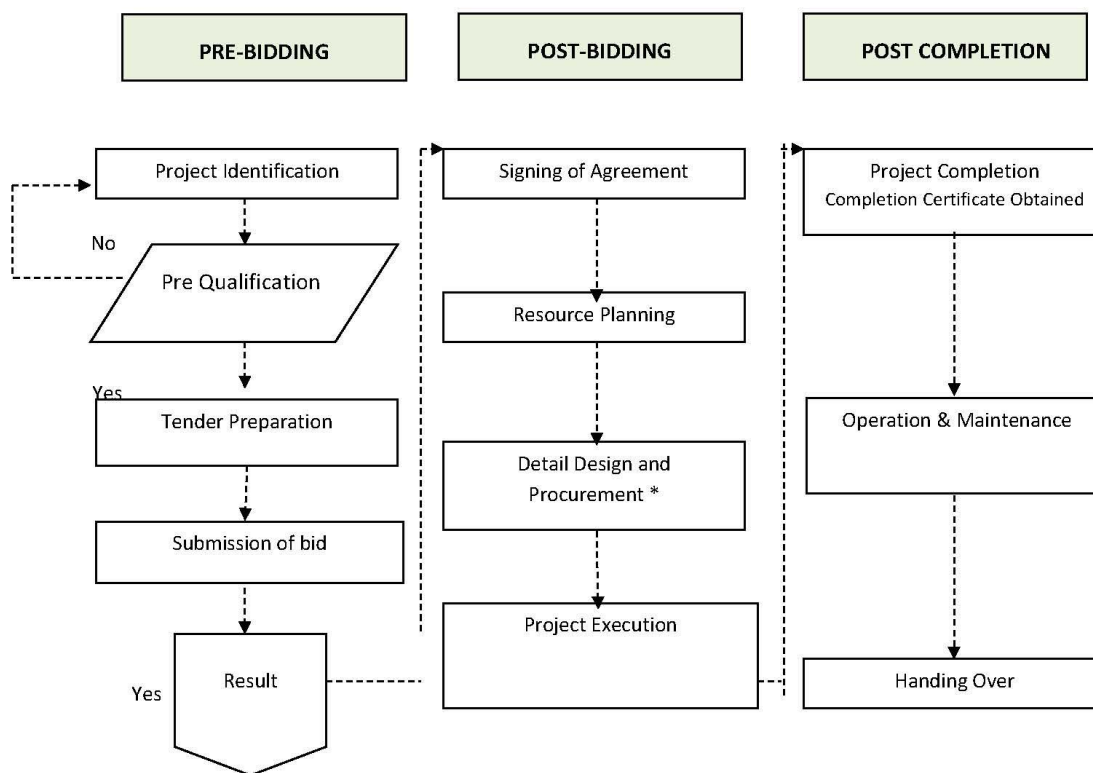 PRE-BIDDING
POST-BIDDING
POST COMPLETION
Project Identification
No
Pre Qualification
Yes
Tender Preparation
Submission of bid
Yes
Result
Signing of Agreement
Resource Planning
Detail Design and
Procurement *
Project Execution
Project Completion
Completion Certificate Obtained
Operation & Maintenance
Handing Over